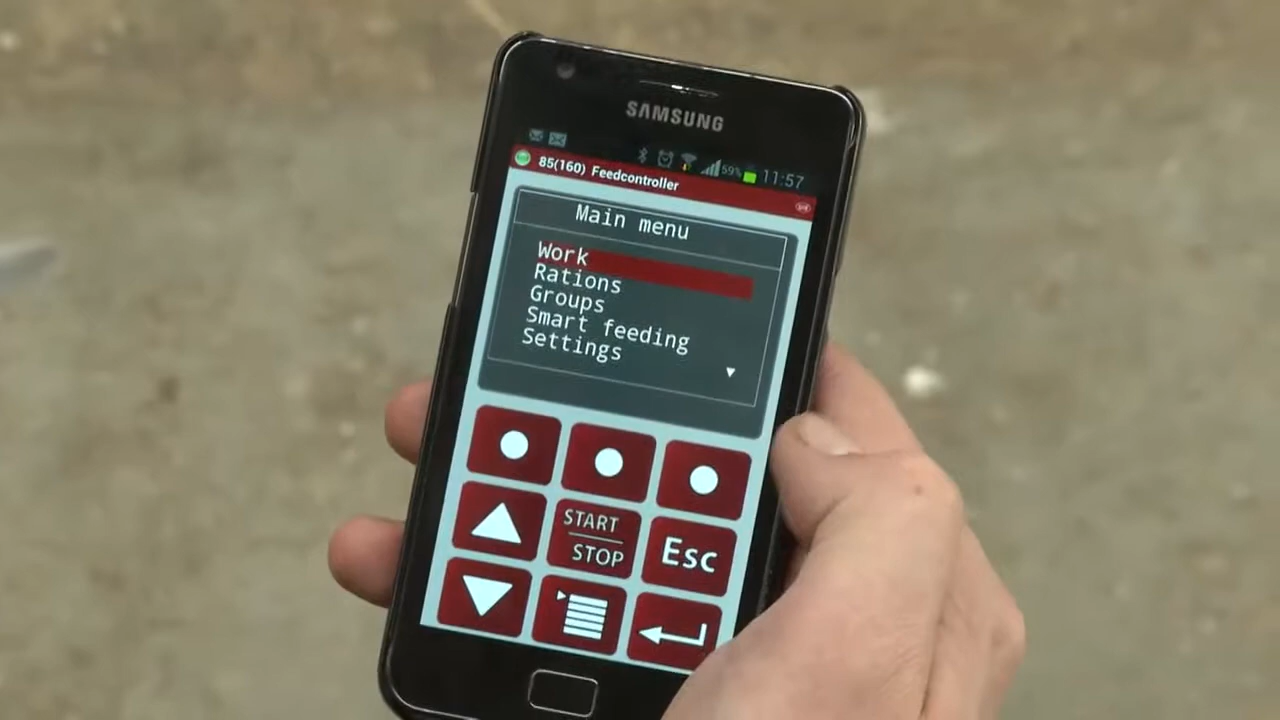 SAMSUNG
59% 11:57
85(160) Feedcontroller
Main menu
Work
Rations
Groups
Smart feeding
Settings
START
STOP
Esc